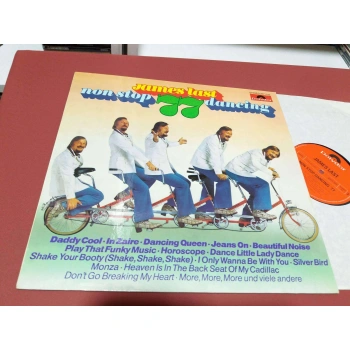 James Last
non stop 77 dancing
Daddy Cool • In Zaire • Dancing Queen • Jeans On • Beautiful Noise
Play That Funky Music • Horoscope • Dance Little Lady Dance
Shake Your Booty (Shake, Shake, Shake) • I Only Wanna Be With You • Silver Bird
Monza • Heaven Is In The Back Seat Of My Cadillac
Don't Go Breaking My Heart • More, More, More und viele andere